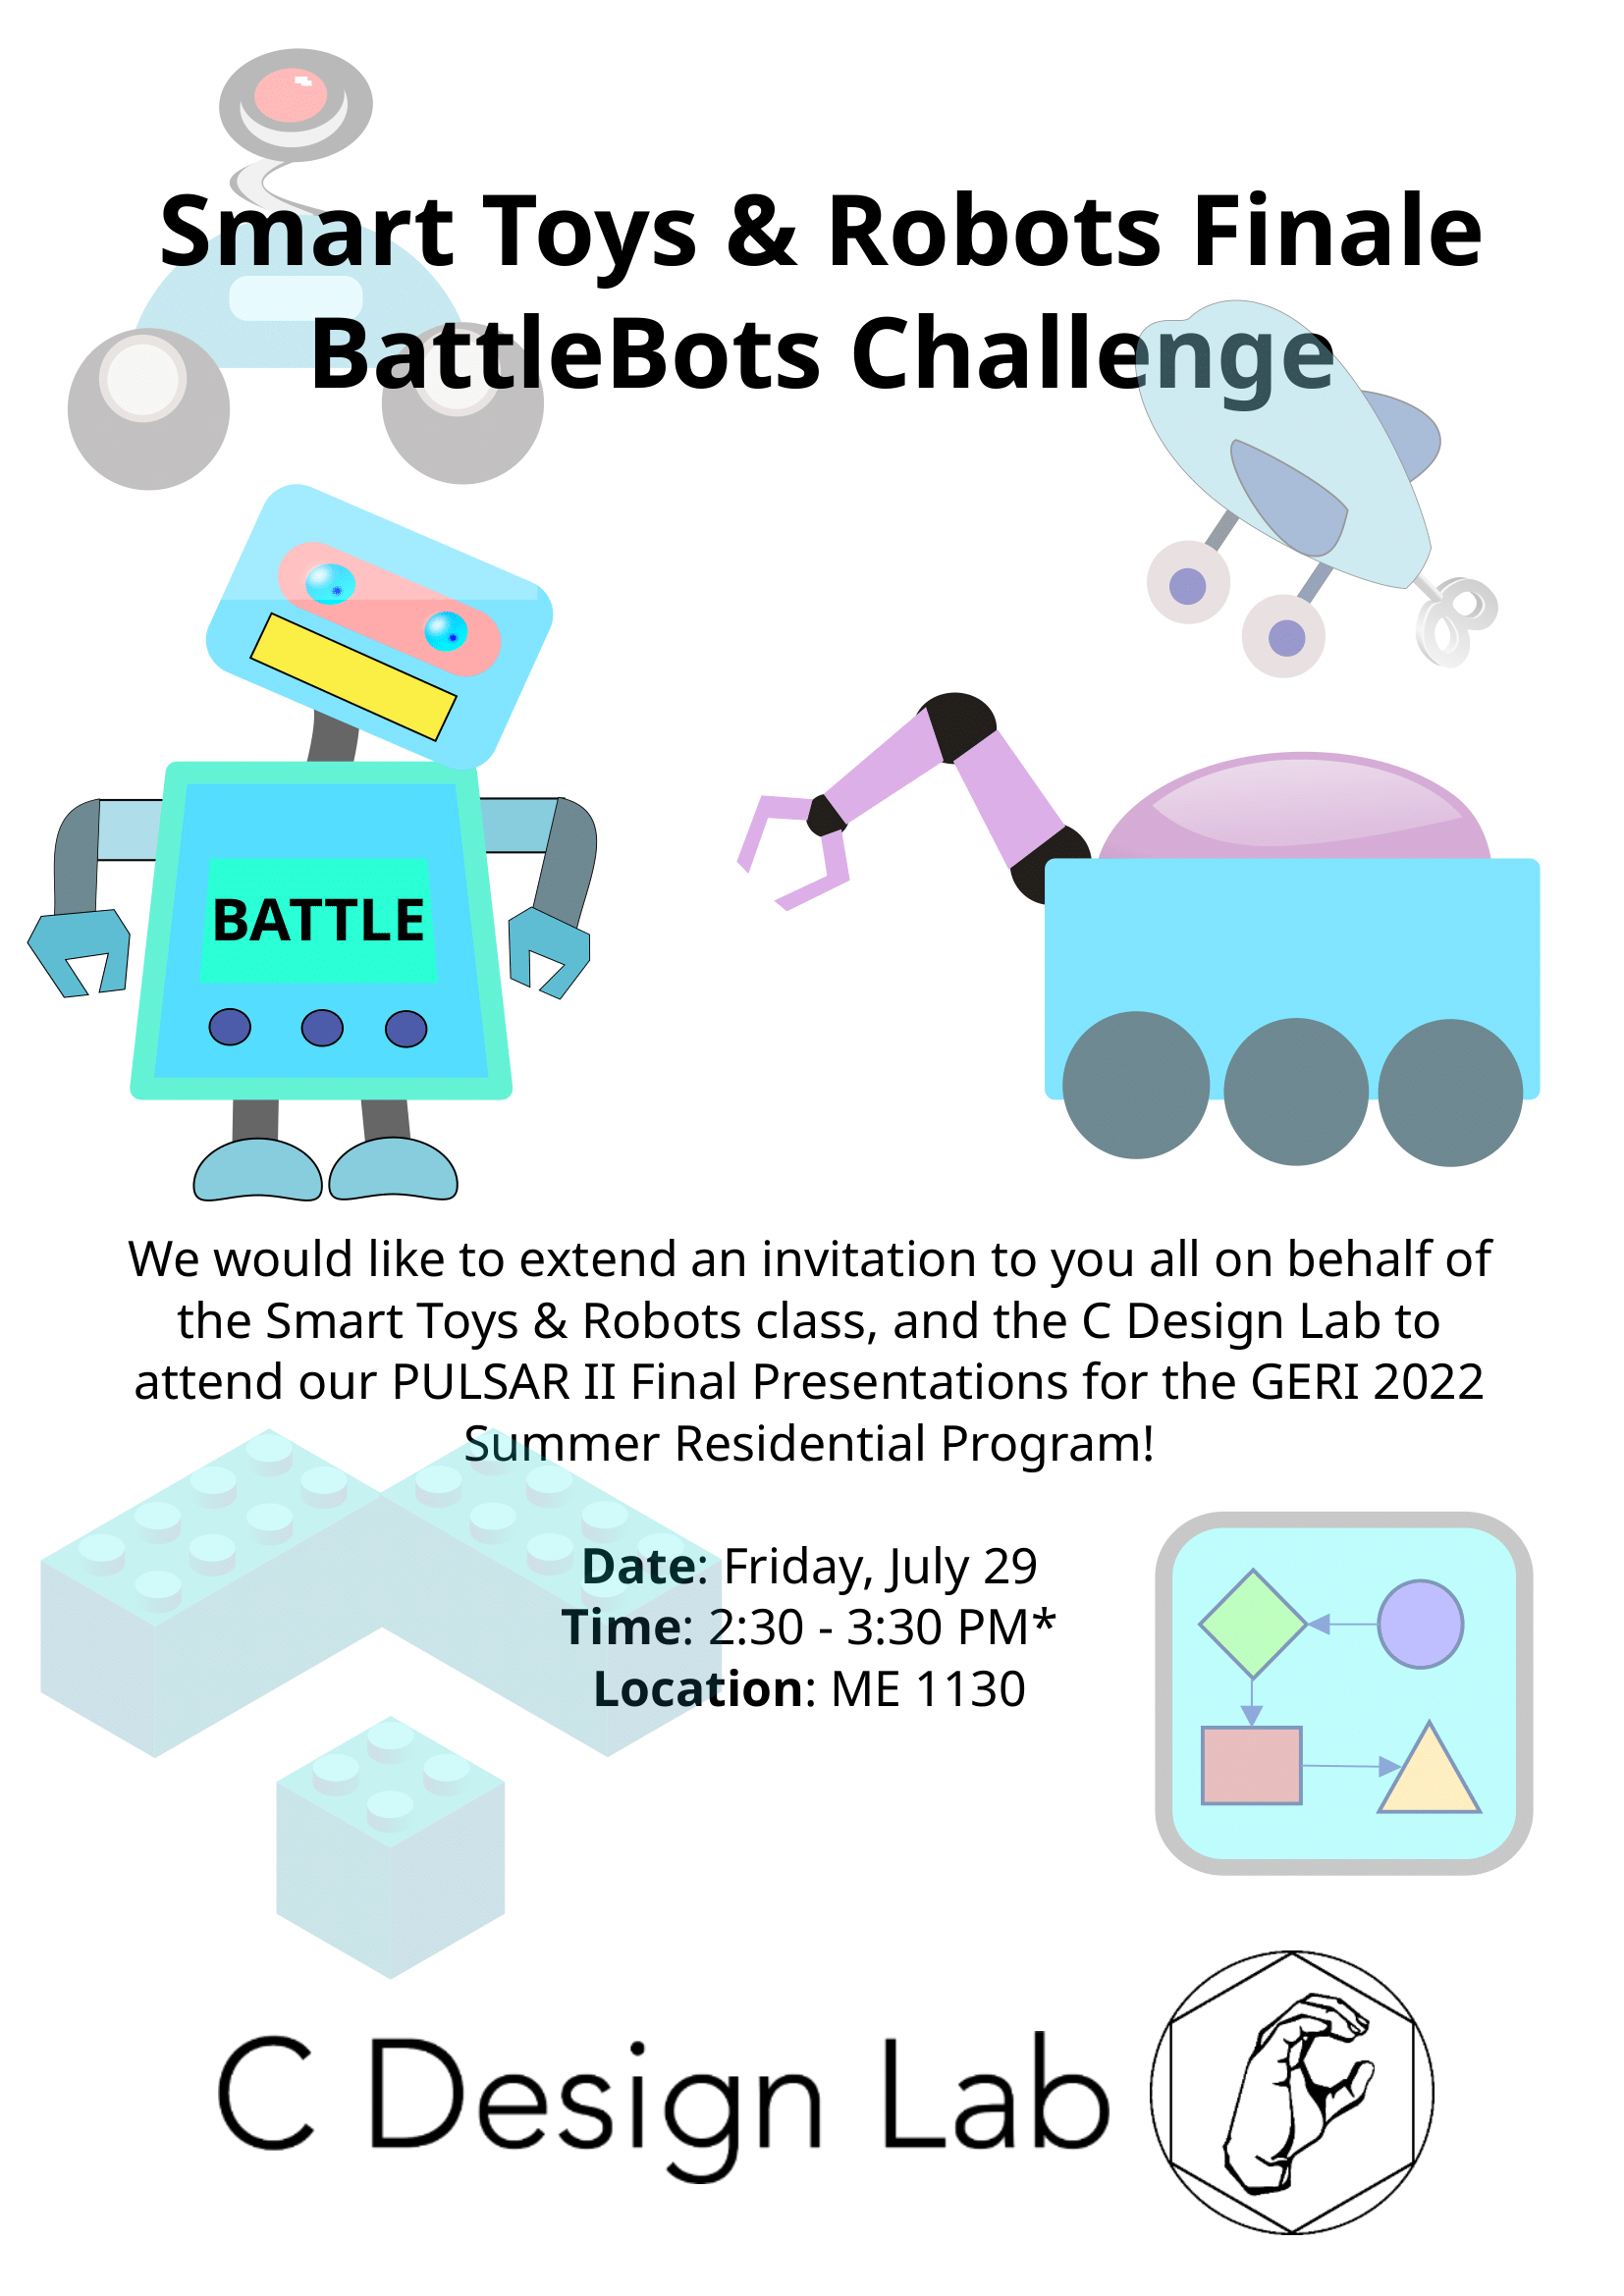 Smart Toys & Robots Finale
BattleBots Challenge
BATTLE
We would like to extend an invitation to you all on behalf of
the Smart Toys & Robots class, and the C Design Lab to
attend our PULSAR II Final Presentations for the GERI 2022
Summer Residential Program!
Date: Friday, July 29
Time: 2:30 - 3:30 PM*
Location: ME 1130
C Design Lab